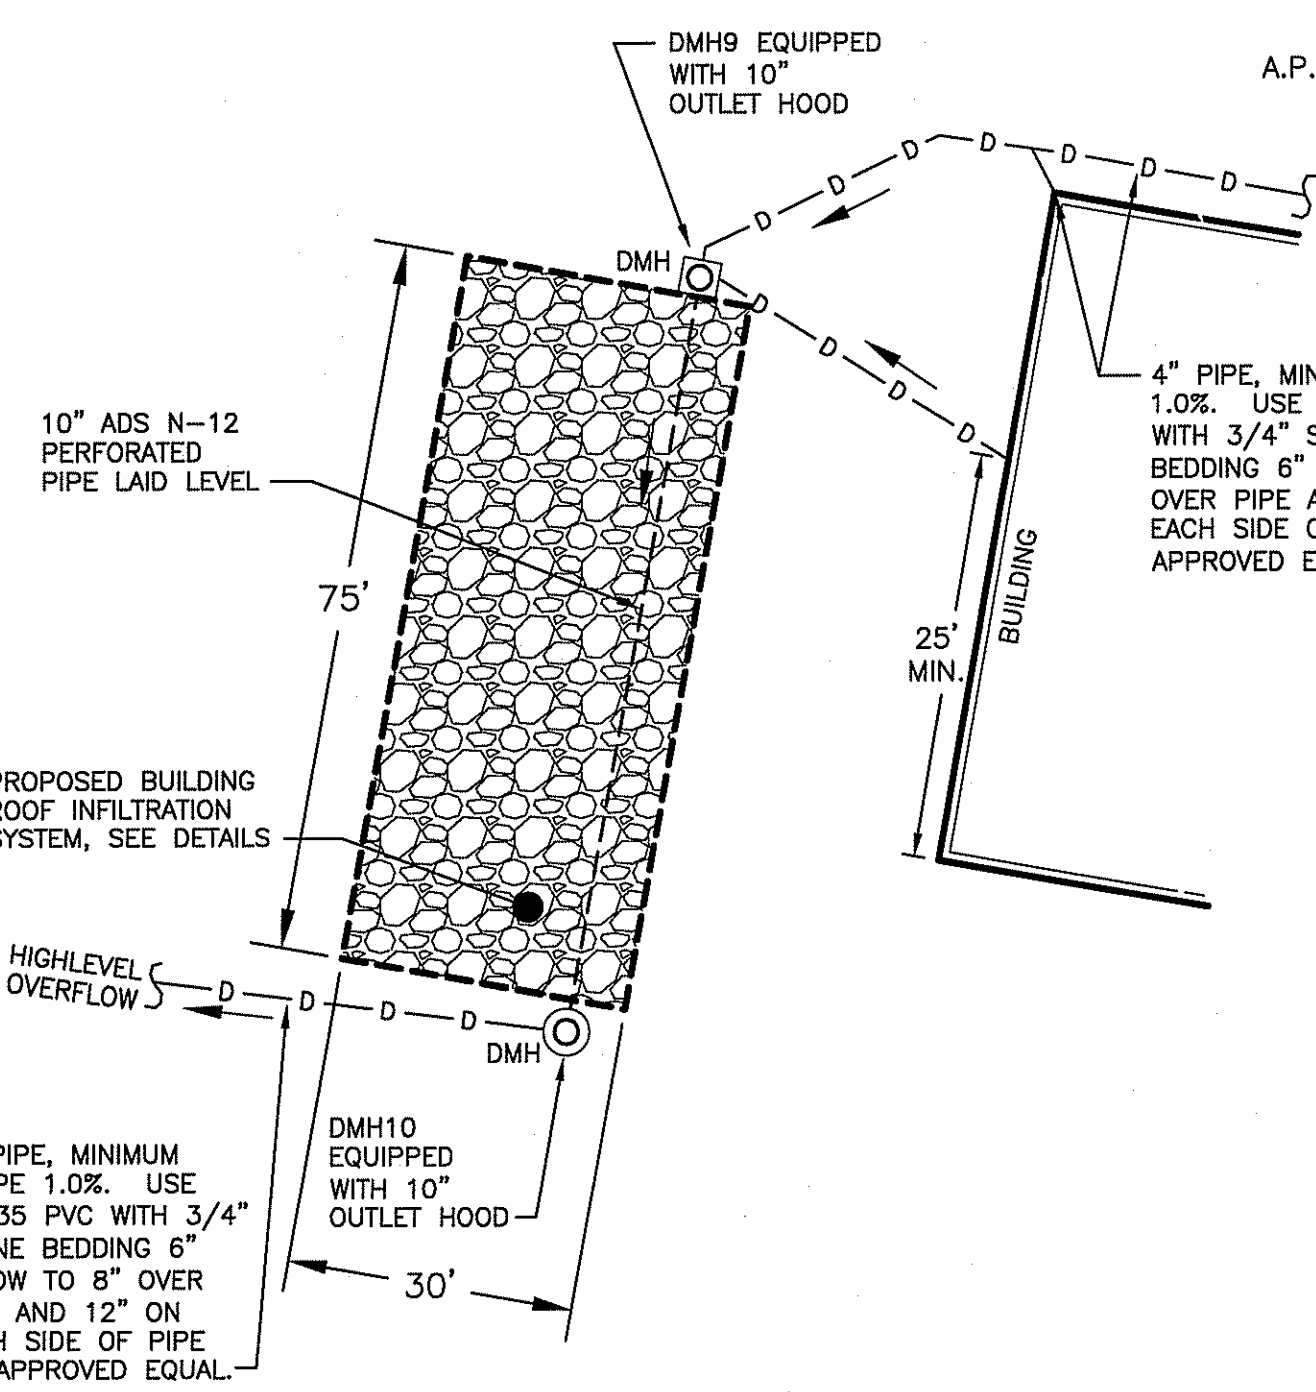 DMH9 EQUIPPED
WITH 10"
OUTLET HOOD
A.P.
D D D D D
D
D
D
DMH
D
D
D
D
10" ADS N-12
PERFORATED
PIPE LAID LEVEL
4" PIPE, MIN
1.0%. USE
WITH 3/4" S
BEDDING 6"
OVER PIPE A
EACH SIDE O
APPROVED E
75'
BUILDING
25'
MIN.
PROPOSED BUILDING
ROOF INFILTRATION
SYSTEM, SEE DETAILS
HIGHLEVEL
OVERFLOW
D D D D
DMH
DMH10
EQUIPPED
WITH 10"
OUTLET HOOD
PIPE, MINIMUM
PE 1.0%. USE
35 PVC WITH 3/4"
NE BEDDING 6"
OW TO 8" OVER
AND 12" ON
H SIDE OF PIPE
APPROVED EQUAL.
30'